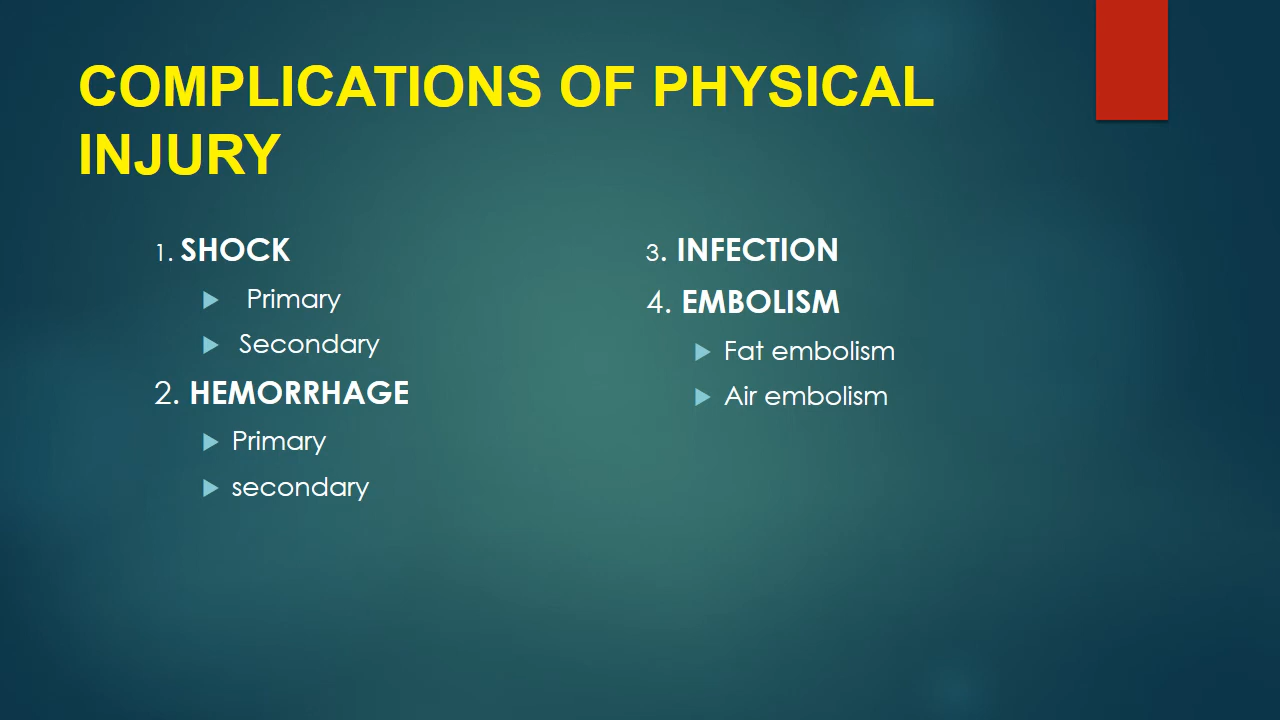 COMPLICATIONS OF PHYSICAL
INJURY
1. SHOCK
Primary
Secondary
2. HEMORRHAGE
Primary
secondary
3. INFECTION
4. EMBOLISM
Fat embolism
Air embolism